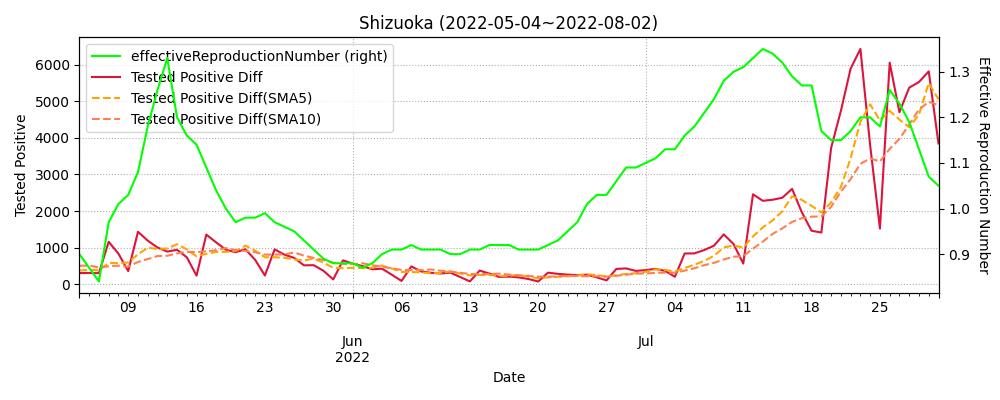 Shizuoka (2022-05-04~2022-08-02)
effectiveReproductionNumber (right)
Tested Positive Diff
Tested Positive Diff(SMA5)
Tested Positive Diff(SMA10)
Tested Positive
6000
5000
4000
3000
2000
1000
0
1.3
1.2
1.1
1.0
0.9
Effective Reproduction Number
09 16 23 30 06 13 20 27 04 11 18 25
Jun Jul
2022
Date